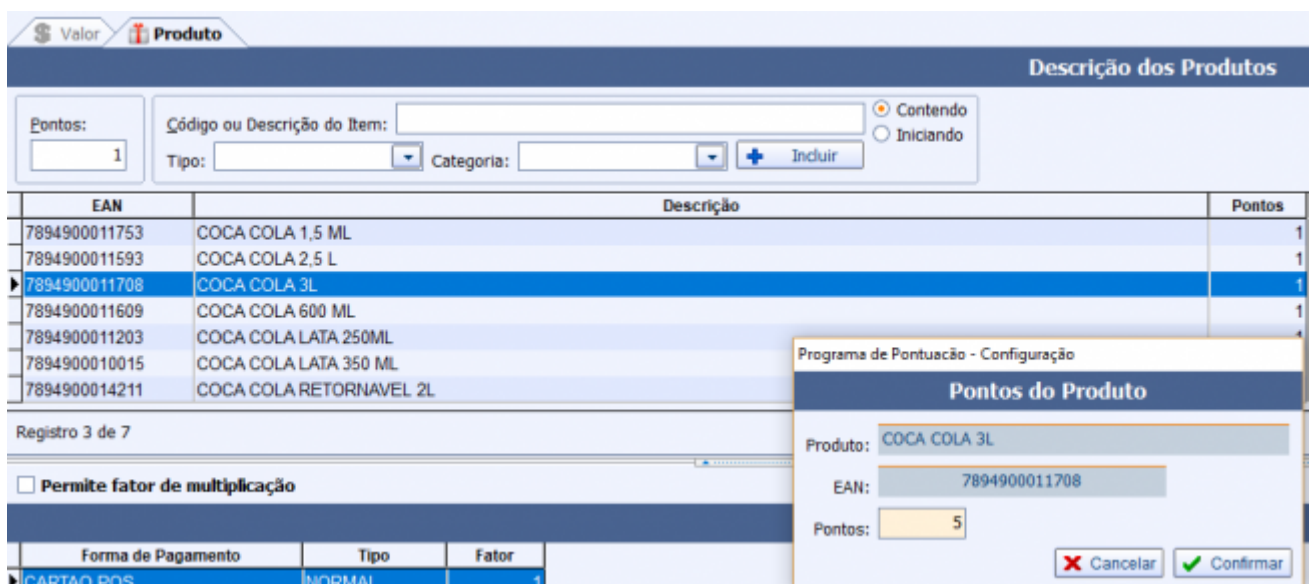 Valor Produto
Descrição dos Produtos
Pontos:
1
Código ou Descrição do Item:
Contendo
Iniciando
Tipo:
Categoria:
Incluir
EAN Descrição Pontos
7894900011753 COCA COLA 1,5 ML 1
7894900011593 COCA COLA 2,5 L 1
7894900011708 COCA COLA 3L 1
7894900011609 COCA COLA 600 ML 1
7894900011203 COCA COLA LATA 250ML
7894900010015 COCA COLA LATA 350 ML
7894900014211 COCA COLA RETORNAVEL 2L
Registro 3 de 7
Permite fator de multiplicação
Forma de Pagamento Tipo Fator
CARTAO POS NORMAL 1
Programa de Pontuacão - Configuração
Pontos do Produto
Produto: COCA COLA 3L
EAN: 7894900011708
Pontos: 5
Cancelar Confirmar